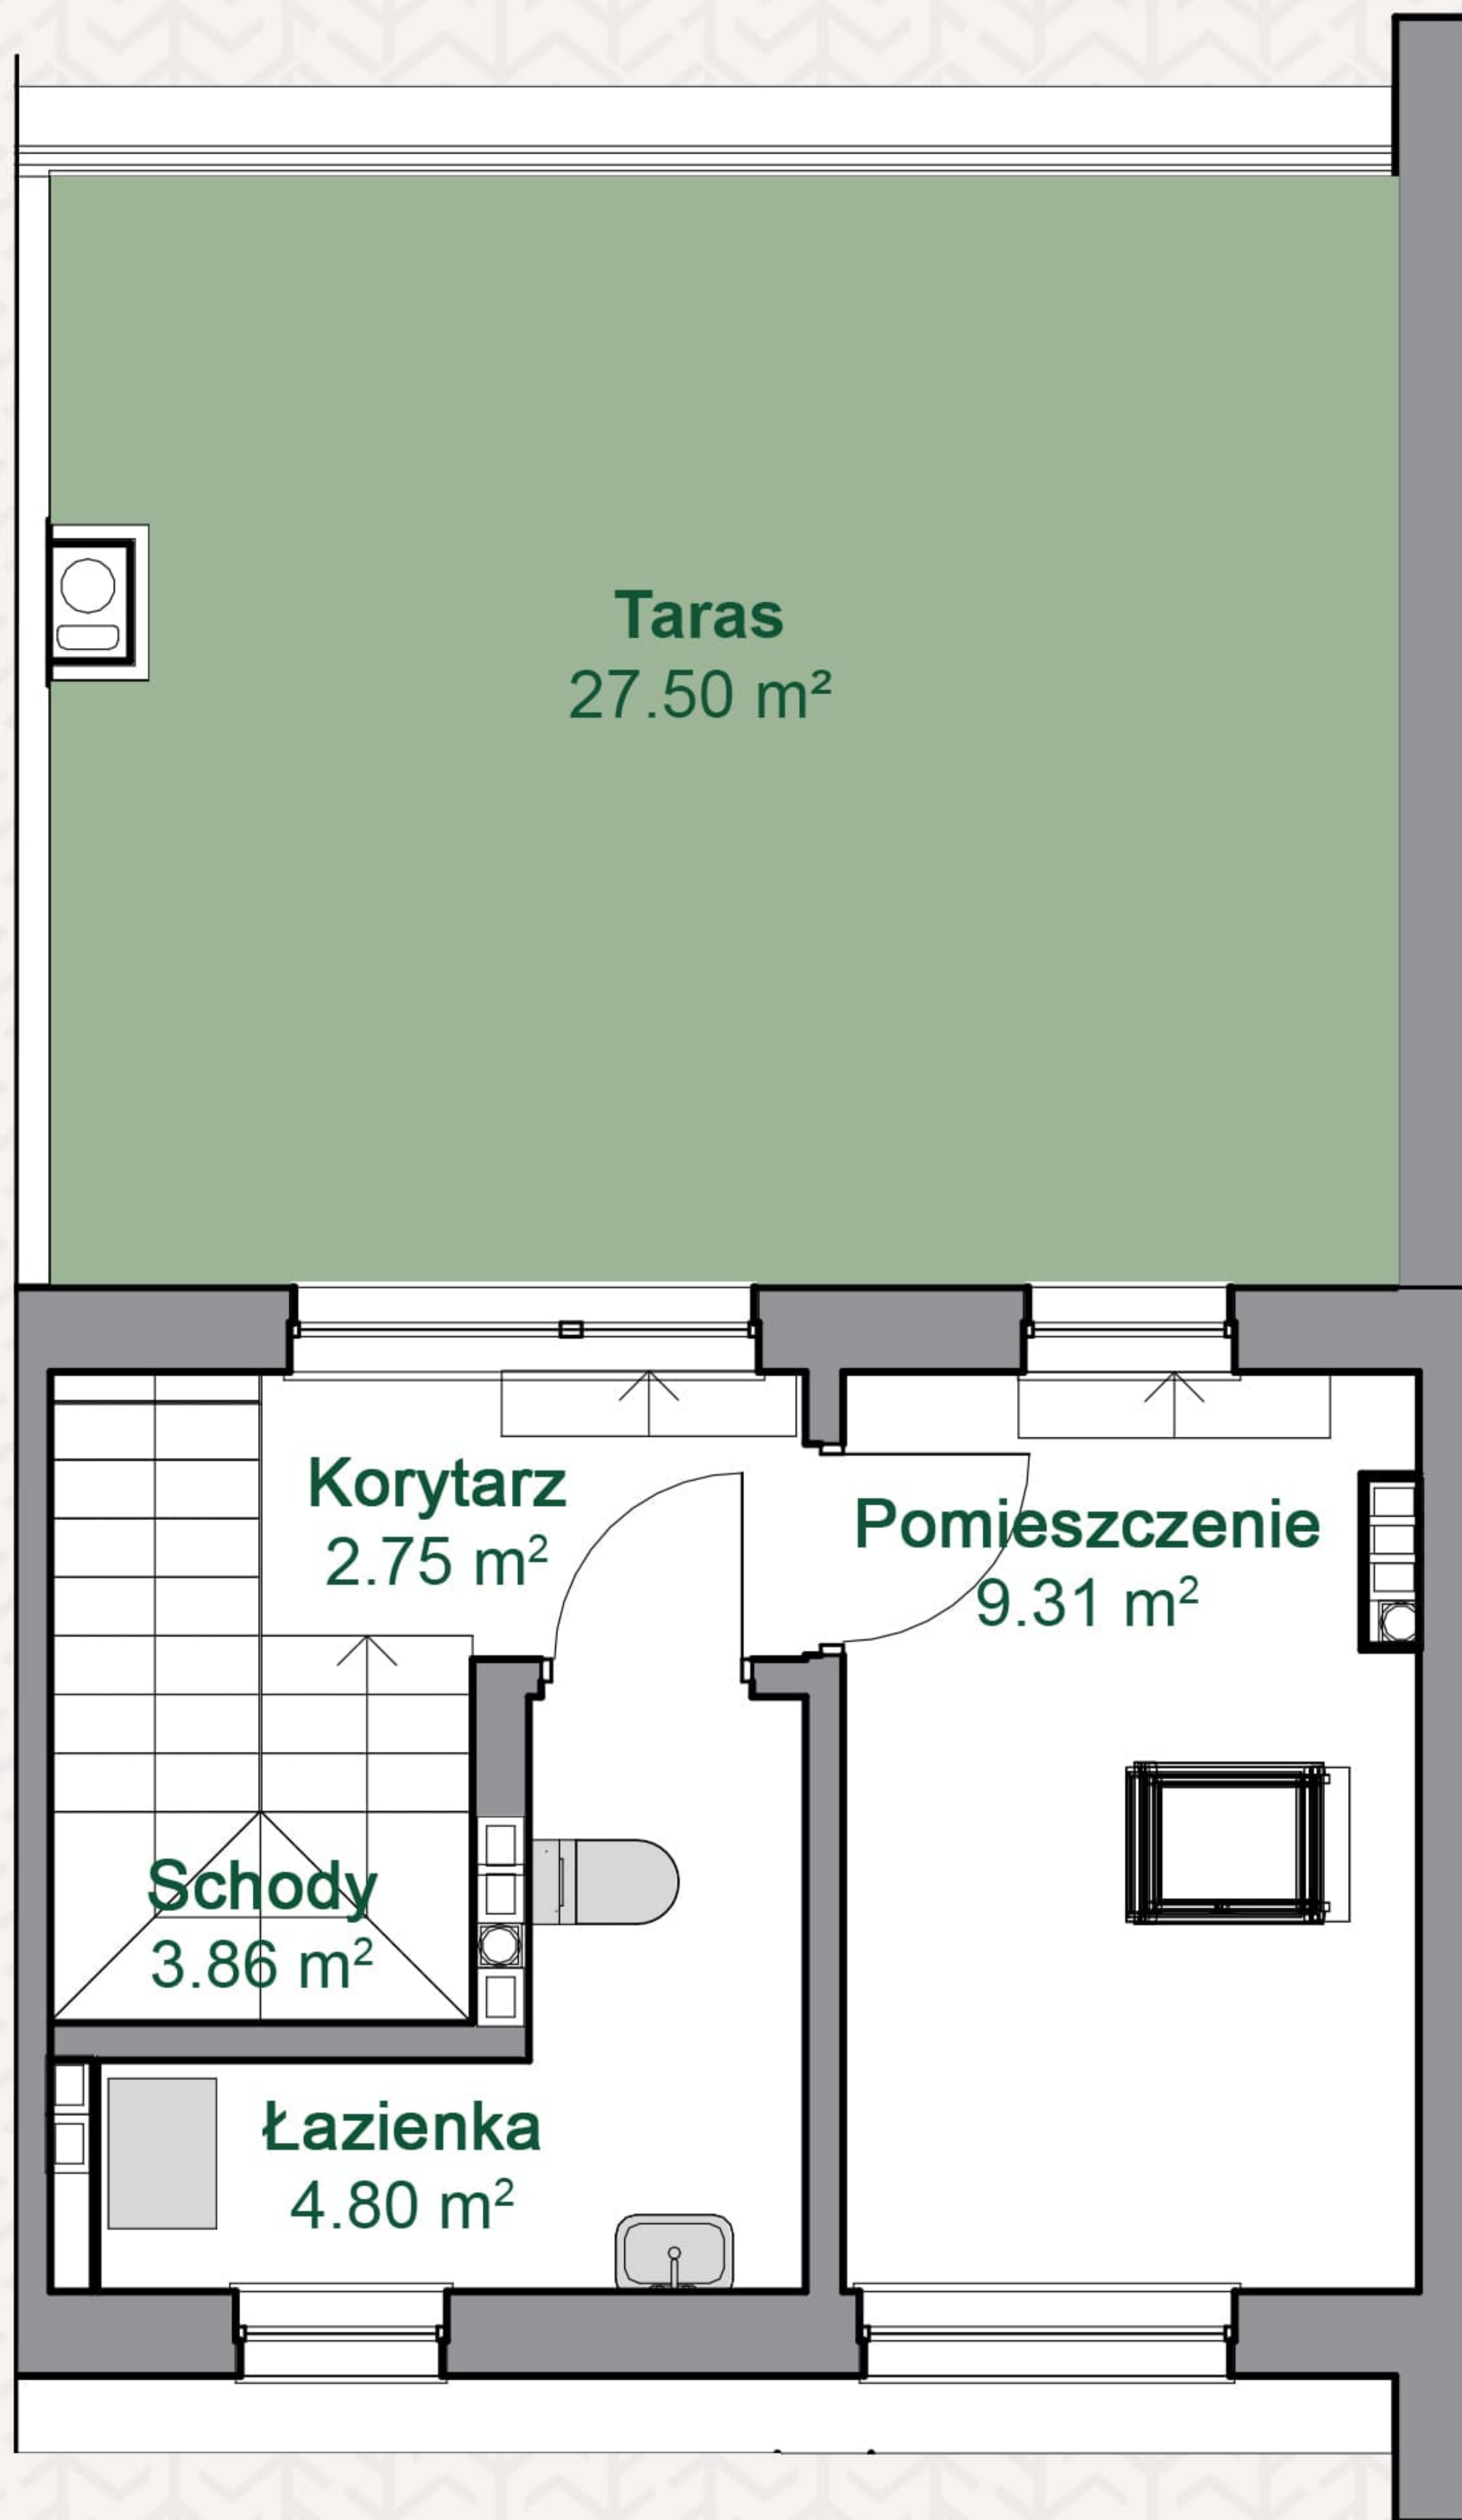 Taras
27.50 m²
Korytarz
2.75 m²
Pomieszczenie
9.31 m²
Schody
3.86 m²
Łazienka
4.80 m²